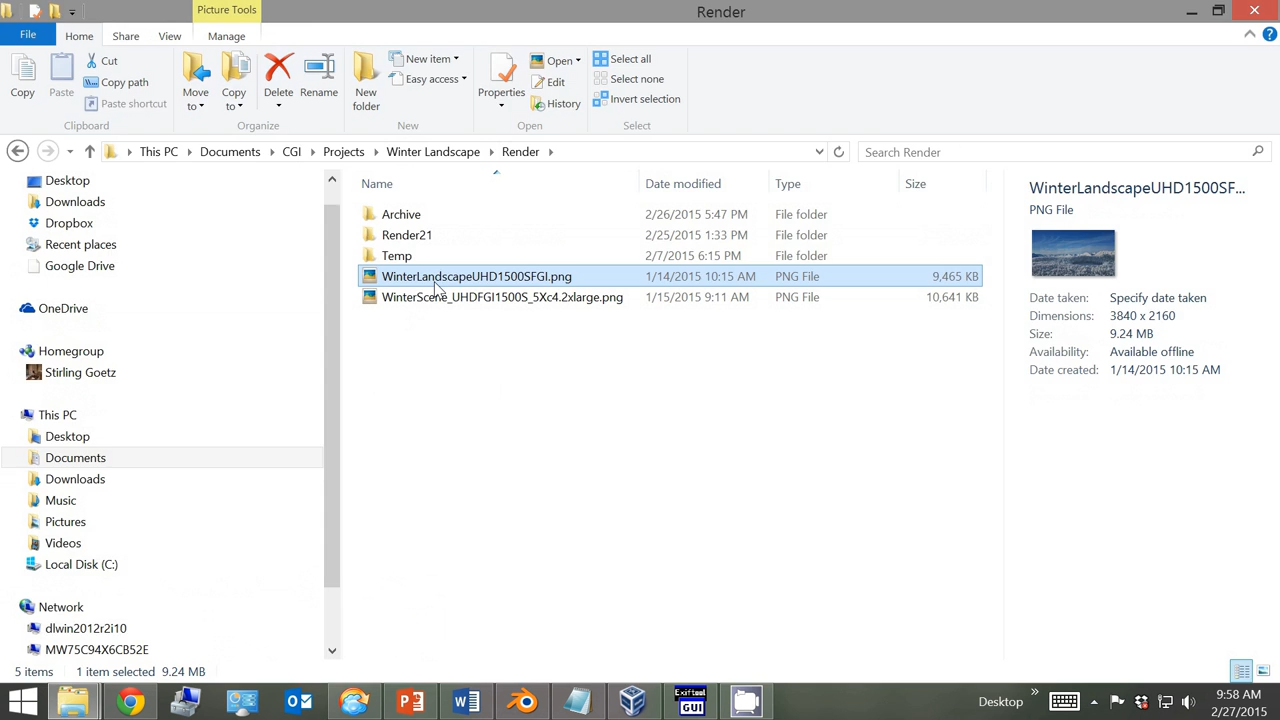 Picture Tools
Render
File
Home
Share
View
Manage
Copy
Paste
Cut
Copy path
Paste shortcut
Clipboard
Move to
Copy to
Delete
Rename
Organize
New folder
New item
Easy access
New
Properties
Open
Edit
History
Open
Select all
Select none
Invert selection
Select
This PC
Documents
CGI
Projects
Winter Landscape
Render
Search Render
Desktop
Downloads
Dropbox
Recent places
Google Drive
OneDrive
Homegroup
Stirling Goetz
This PC
Desktop
Documents
Downloads
Music
Pictures
Videos
Local Disk (C:)
Network
dlwin2012r2i10
MW75C94X6CB52E
Name Date modified Type Size
Archive 2/26/2015 5:47 PM File folder
Render21 2/25/2015 1:33 PM File folder
Temp 2/7/2015 6:15 PM File folder
WinterLandscapeUHD1500SFGI.png 1/14/2015 10:15 AM PNG File 9,465 KB
WinterScene_UHDFGI1500S_5Xc4.2xlarge.png 1/15/2015 9:11 AM PNG File 10,641 KB
WinterLandscapeUHD1500SF...
PNG File
Date taken: Specify date taken
Dimensions: 3840 x 2160
Size: 9.24 MB
Availability: Available offline
Date created: 1/14/2015 10:15 AM
5 items 1 item selected 9.24 MB
Exiftool
GUI
Desktop
9:58 AM
2/27/2015